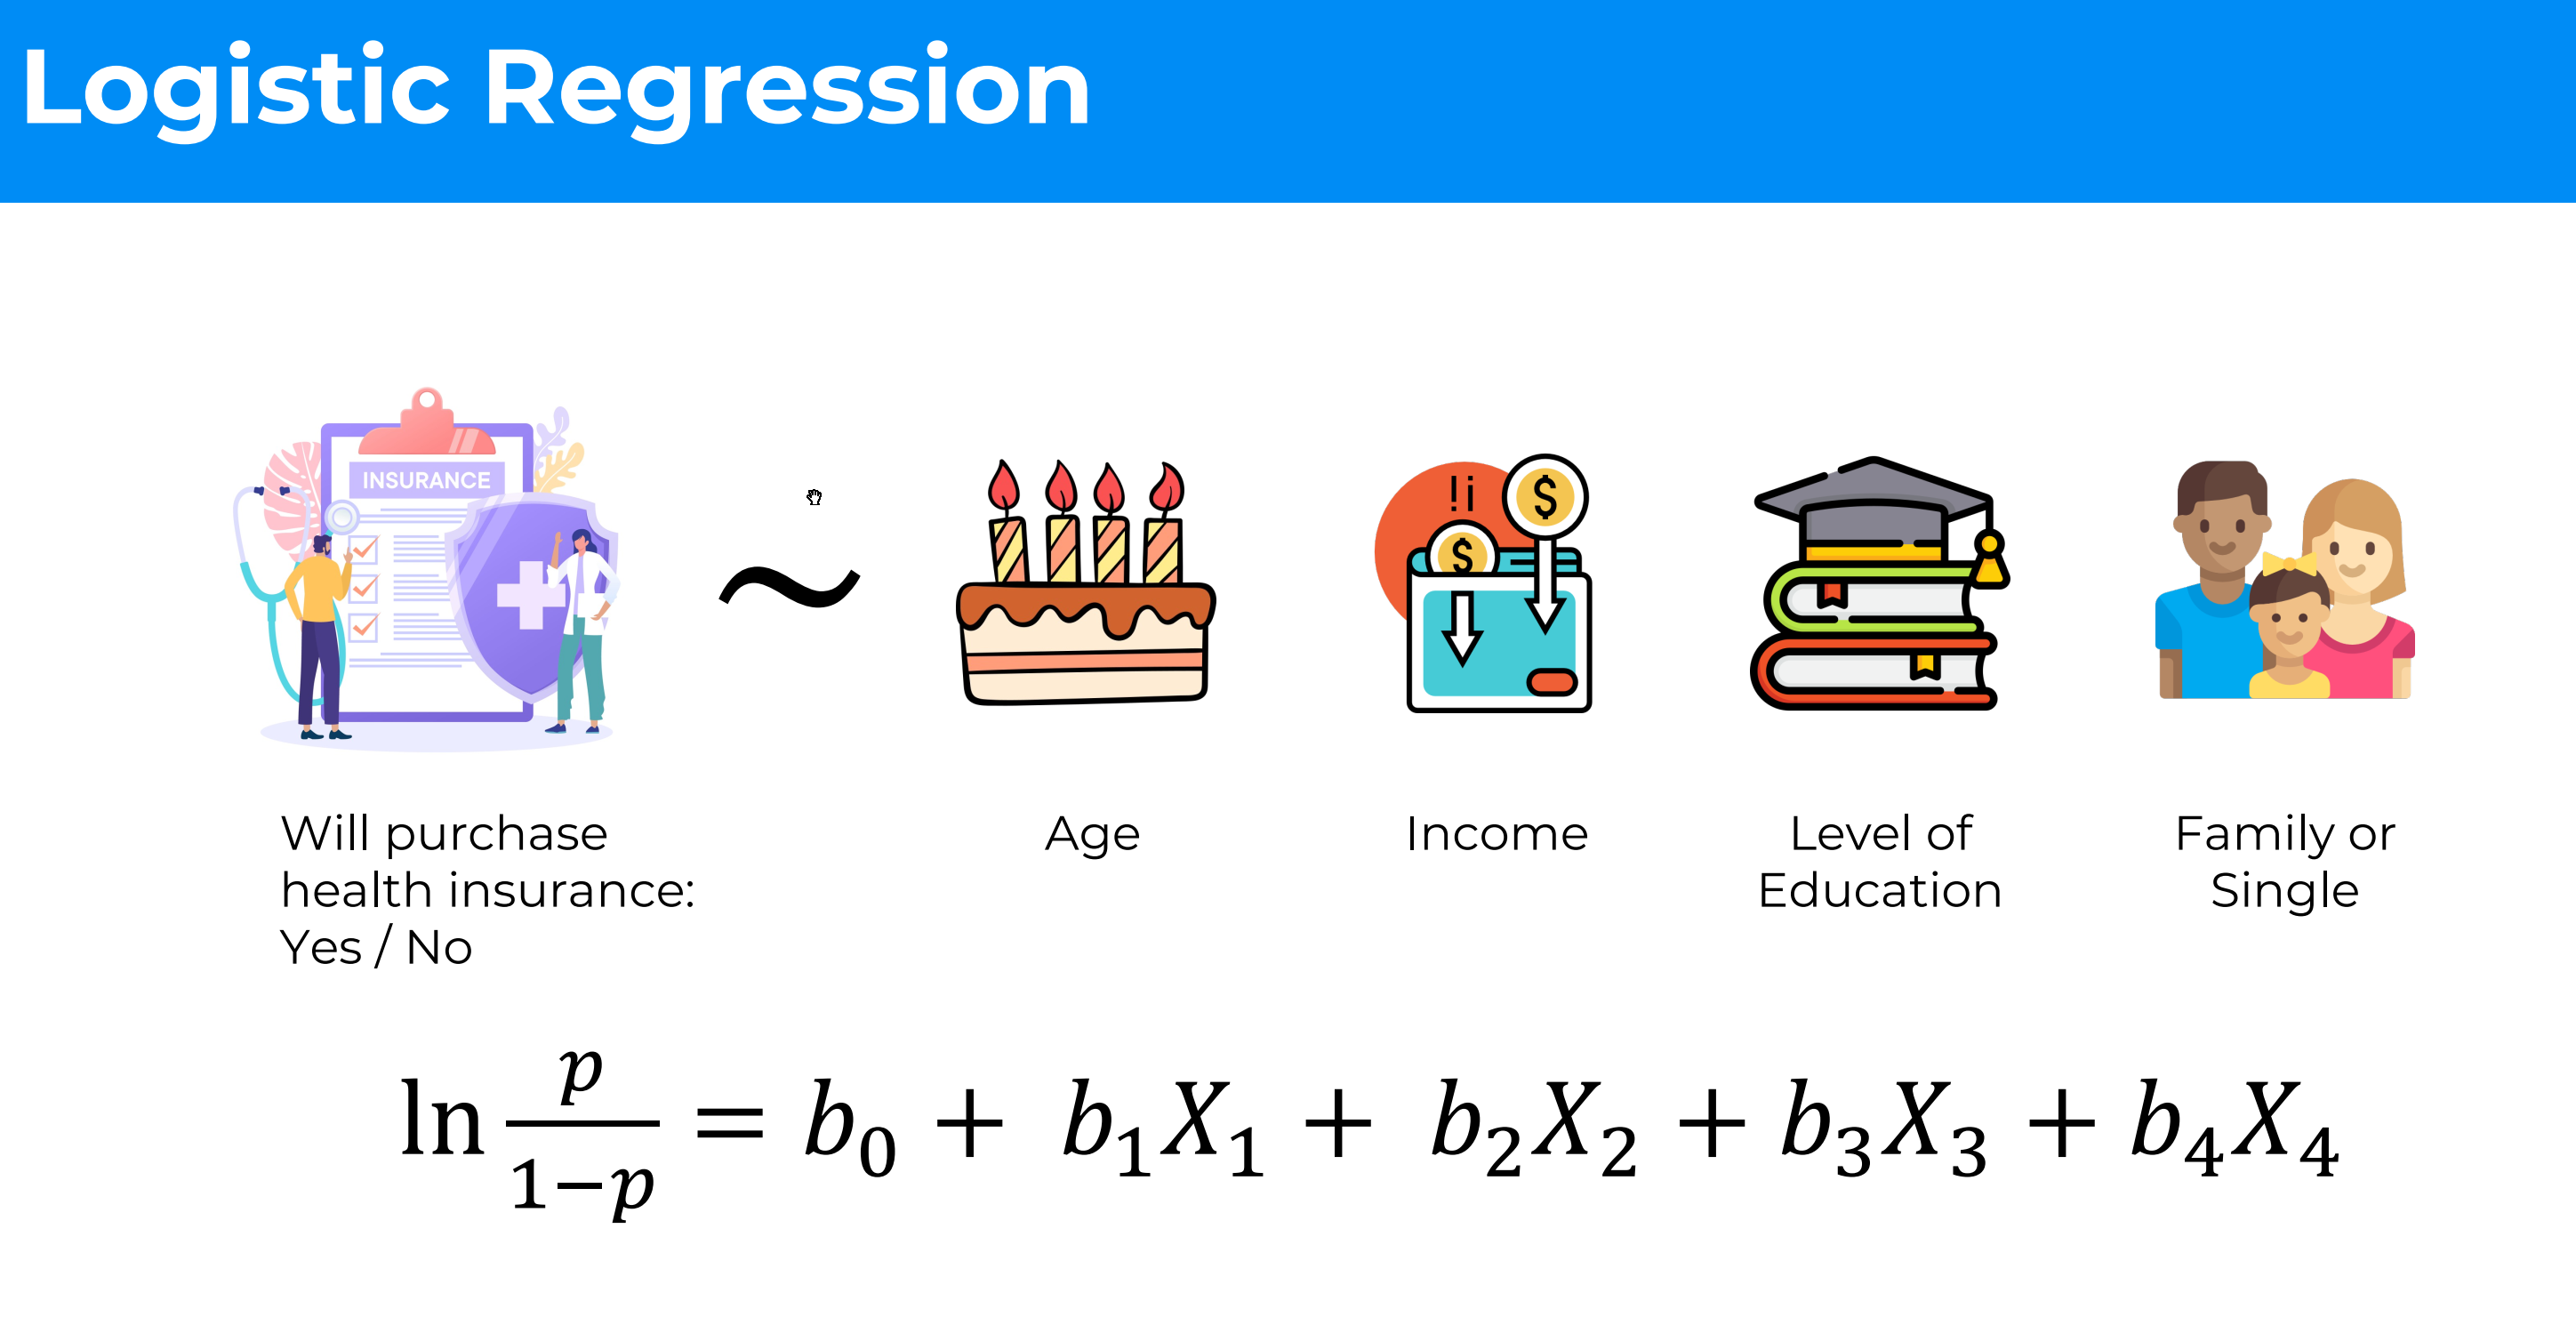 Logistic Regression
INSURANCE
!i
$
$
~
Will purchase
health insurance:
Yes / No
Age
Income
Level of
Education
Family or
Single
ln p/1−p = b₀ + b₁X₁ + b₂X₂ + b₃X₃ + b₄X₄